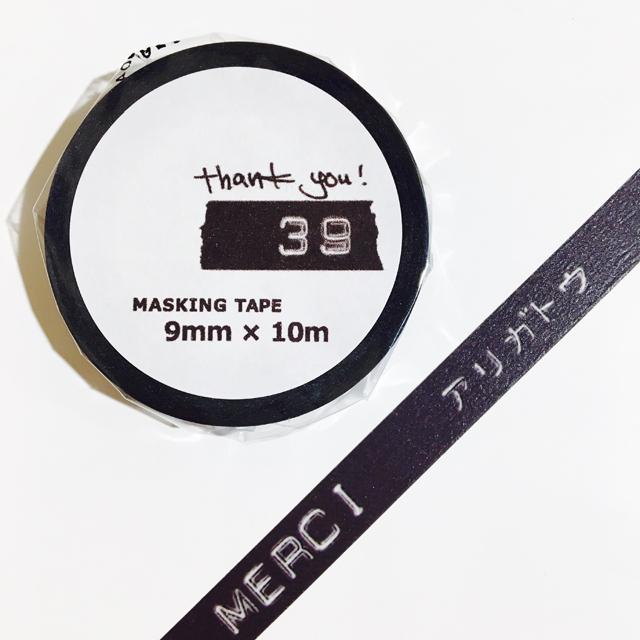 thank you!
39
MASKING TAPE
9mm × 10m
MERCI
アリガトウ